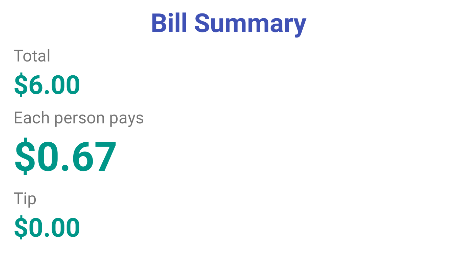 Bill Summary
Total
$6.00
Each person pays
$0.67
Tip
$0.00